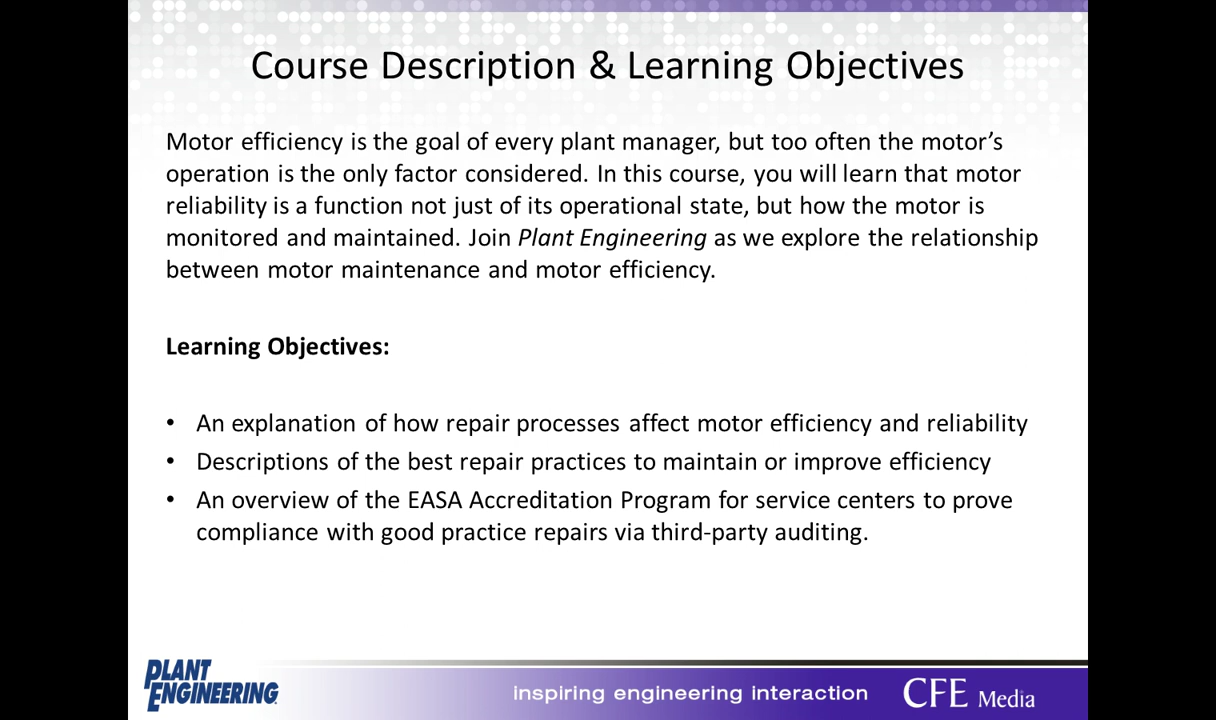 Course Description & Learning Objectives
Motor efficiency is the goal of every plant manager, but too often the motor’s
operation is the only factor considered. In this course, you will learn that motor
reliability is a function not just of its operational state, but how the motor is
monitored and maintained. Join Plant Engineering as we explore the relationship
between motor maintenance and motor efficiency.
Learning Objectives:
• An explanation of how repair processes affect motor efficiency and reliability
• Descriptions of the best repair practices to maintain or improve efficiency
• An overview of the EASA Accreditation Program for service centers to prove
compliance with good practice repairs via third-party auditing.
PLANT
ENGINEERING
inspiring engineering interaction
CFE Media